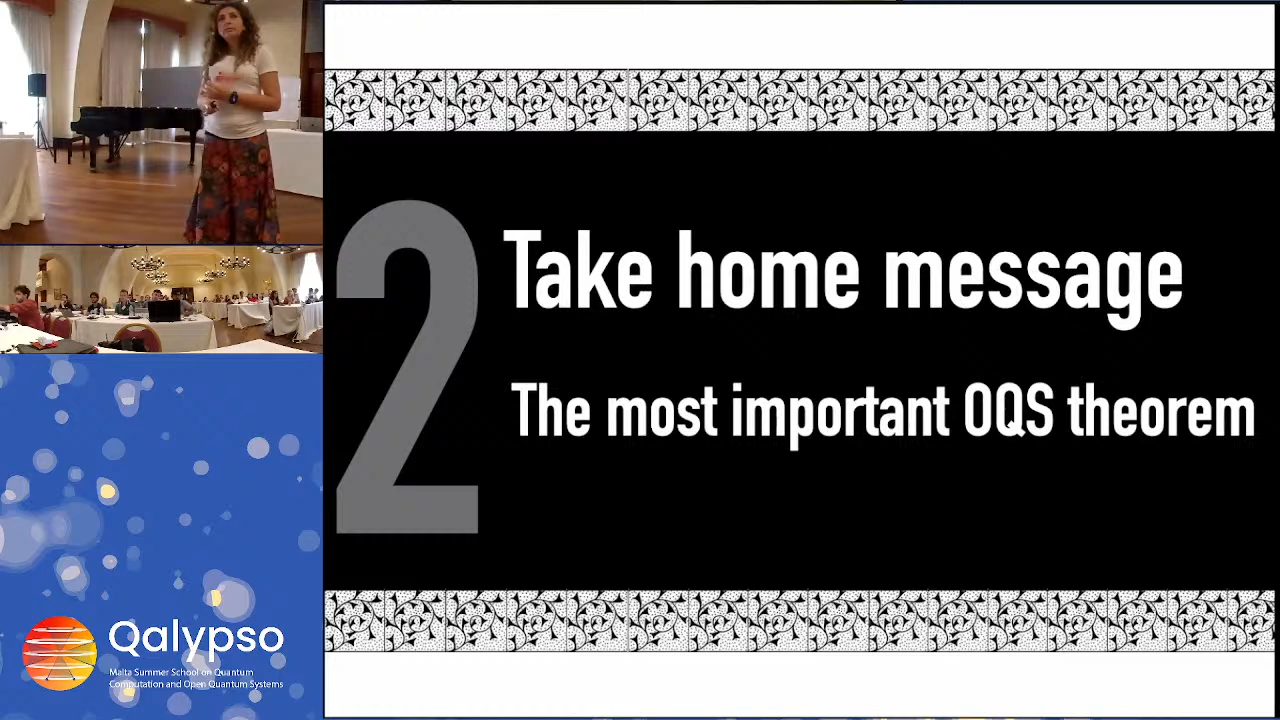 2
Take home message
The most important OQS theorem
Qalypso
Malta Summer School on Quantum
Computation and Open Quantum Systems